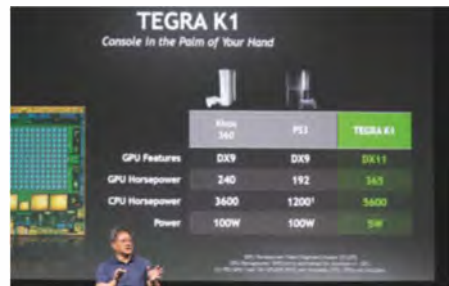 TEGRA K1
Console in the Palm of Your Hand
Xbox 360 PS3 TEGRA K1
GPU Features DX9 DX9 DX11
GPU Horsepower 240 192 365
CPU Horsepower 3600 1200¹ 5600
Power 100W 100W 5W